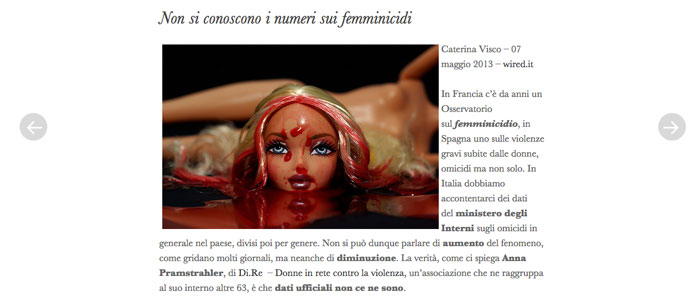 Non si conoscono i numeri sui femminicidi
Caterina Visco – 07
maggio 2013 – wired.it
In Francia c'è da anni un
Osservatorio
sul femminicidio, in
Spagna uno sulle violenze
gravi subite dalle donne,
omicidi ma non solo. In
Italia dobbiamo
accontentarci dei dati
del ministero degli
Interni sugli omicidi in
generale nel paese, divisi poi per genere. Non si può dunque parlare di aumento del fenomeno,
come gridano molti giornali, ma neanche di diminuzione. La verità, come ci spiega Anna
Pramstrahler, di Di.Re – Donne in rete contro la violenza, un'associazione che ne raggruppa
al suo interno altre 63, è che dati ufficiali non ce ne sono.